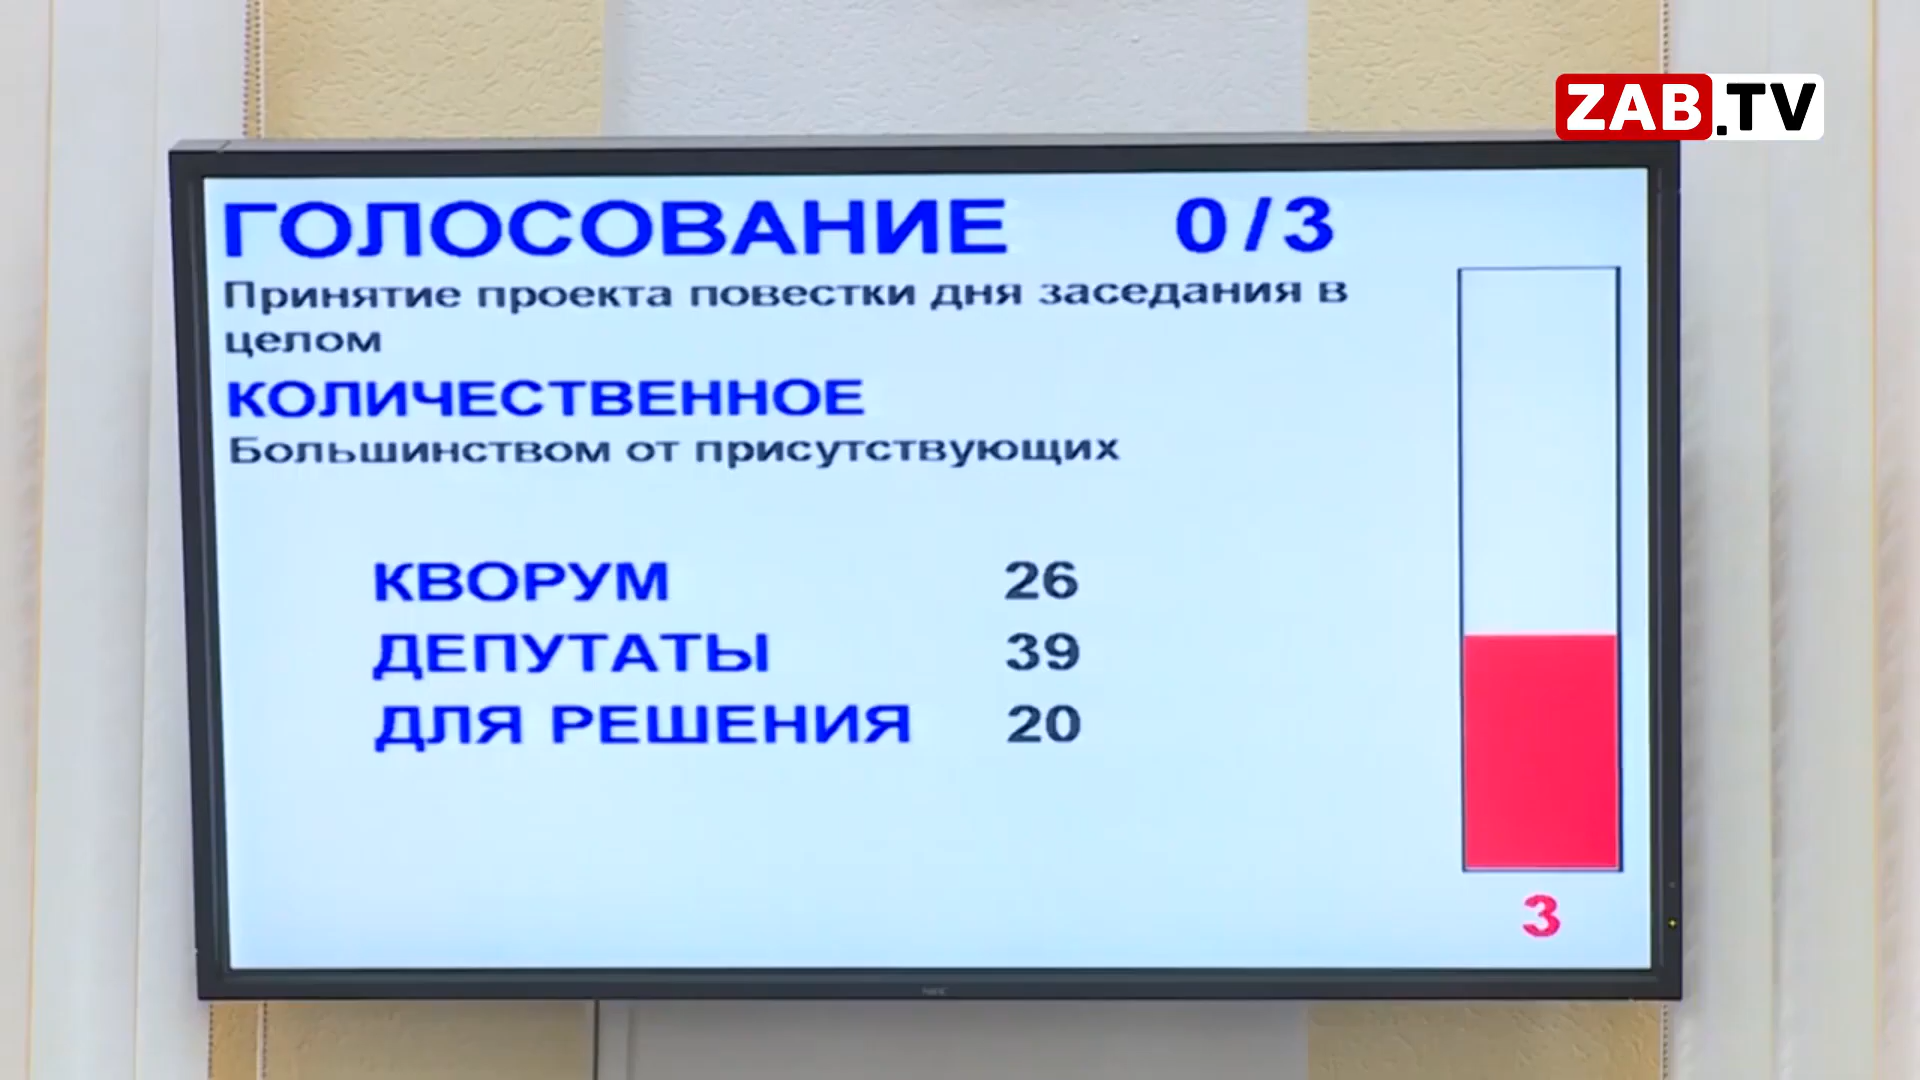 ZAB.TV
ГОЛОСОВАНИЕ 0/3
Принятие проекта повестки дня заседания в
целом
КОЛИЧЕСТВЕННОЕ
Большинством от присутствующих
КВОРУМ 26
ДЕПУТАТЫ 39
ДЛЯ РЕШЕНИЯ 20
3
NEC